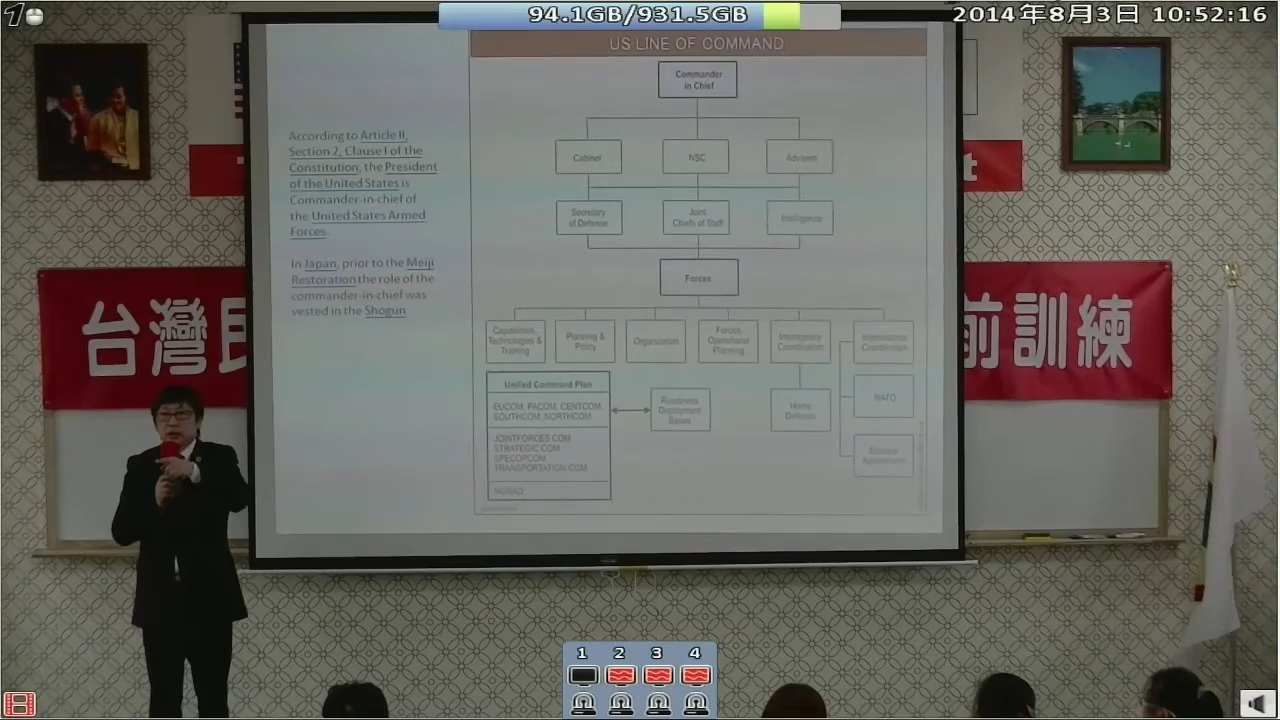 1
94.1GB/931.5GB
2014年8月3日 10:52:16
US LINE OF COMMAND
Commander
in Chief
According to Article II,
Section 2, Clause I of the
Constitution, the President
of the United States is
Commander-in-chief of
the United States Armed
Forces.
In Japan, prior to the Meiji
Restoration the role of the
commander-in-chief was
vested in the Shogun
Cabinet
NSC
Advisers
Secretary
of Defense
Joint
Chiefs of Staff
Intelligence
Forces
Capabilities,
Technologies &
Training
Planning &
Policy
Organization
Forces
Operational
Planning
Interagency
Coordination
International
Coordination
Unified Command Plan
EUCOM, PACOM, CENTCOM,
SOUTHCOM, NORTHCOM
JOINTFORCES COM
STRATEGIC COM
SPECOPCOM
TRANSPORTATION COM
NORAD
Readiness
Deployment
Bases
Home
Defense
NATO
Bilateral
Agreements
t
台灣民
前訓練
1 2 3 4